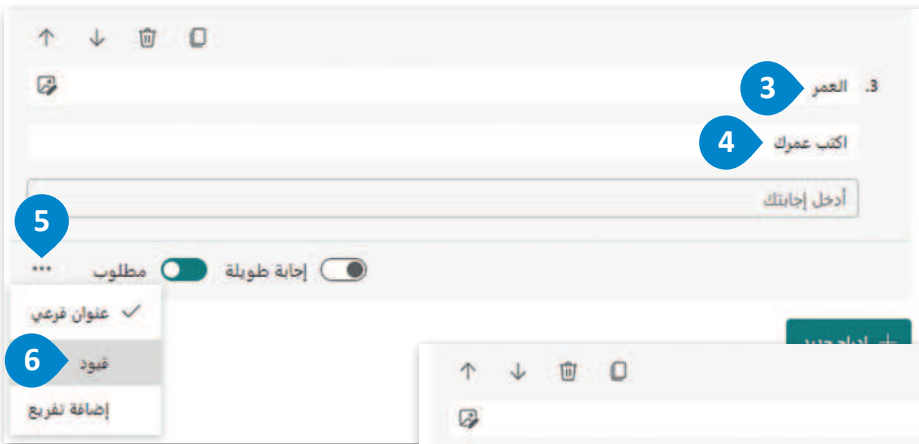 3. العمر
3
اكتب عمرك
4
أدخل إجابتك
5
إجابة طويلة مطلوب
عنوان فرعي
قيود
6
إضافة تفريع